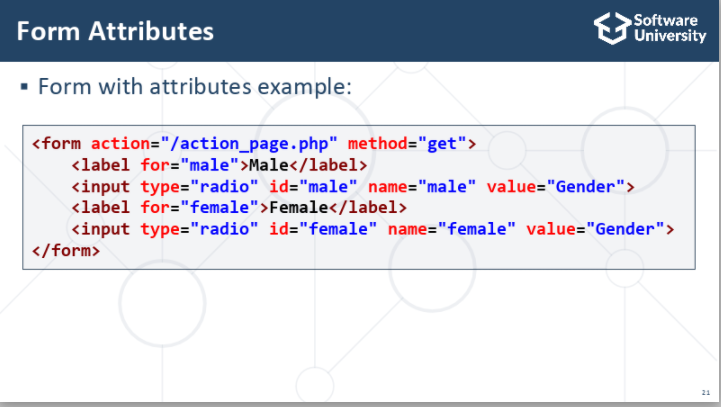 Form Attributes
Software
University
▪ Form with attributes example:
<form action="/action_page.php" method="get">
    <label for="male">Male</label>
    <input type="radio" id="male" name="male" value="Gender">
    <label for="female">Female</label>
    <input type="radio" id="female" name="female" value="Gender">
</form>
21